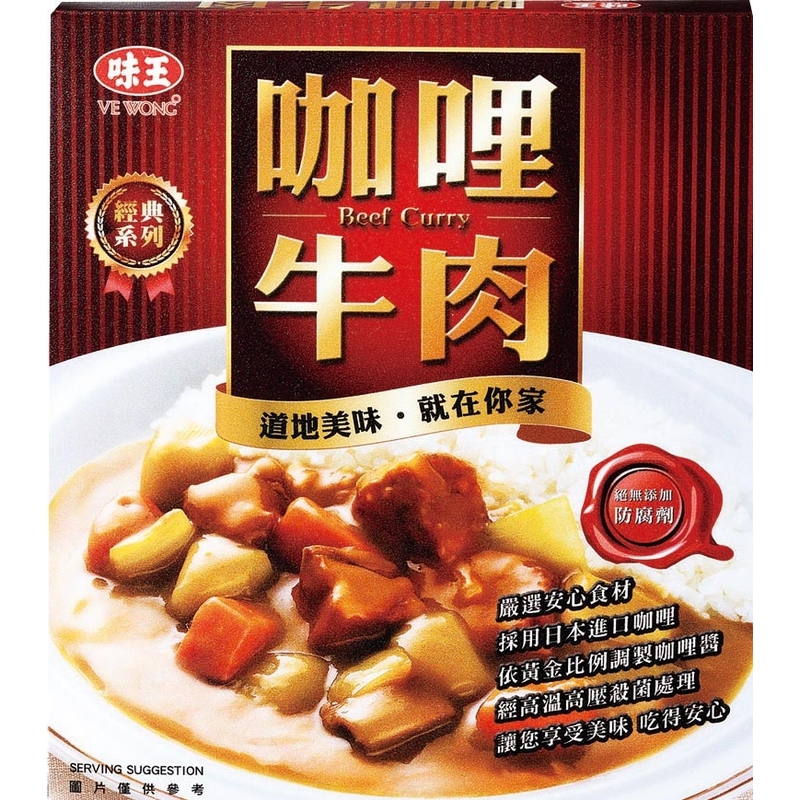 味王
VE WONG
經典
系列
咖哩
Beef Curry
牛肉
道地美味・就在你家
絕無添加
防腐劑
嚴選安心食材
採用日本進口咖哩
依黃金比例調製咖哩醬
經高溫高壓殺菌處理
讓您享受美味 吃得安心
SERVING SUGGESTION
圖片僅供參考